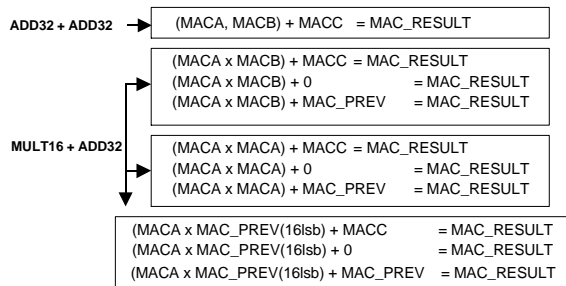 ADD32 + ADD32
(MACA, MACB) + MACC = MAC_RESULT
(MACA x MACB) + MACC = MAC_RESULT
(MACA x MACB) + 0 = MAC_RESULT
(MACA x MACB) + MAC_PREV = MAC_RESULT
MULT16 + ADD32
(MACA x MACA) + MACC = MAC_RESULT
(MACA x MACA) + 0 = MAC_RESULT
(MACA x MACA) + MAC_PREV = MAC_RESULT
(MACA x MAC_PREV(16lsb) + MACC = MAC_RESULT
(MACA x MAC_PREV(16lsb) + 0 = MAC_RESULT
(MACA x MAC_PREV(16lsb) + MAC_PREV = MAC_RESULT